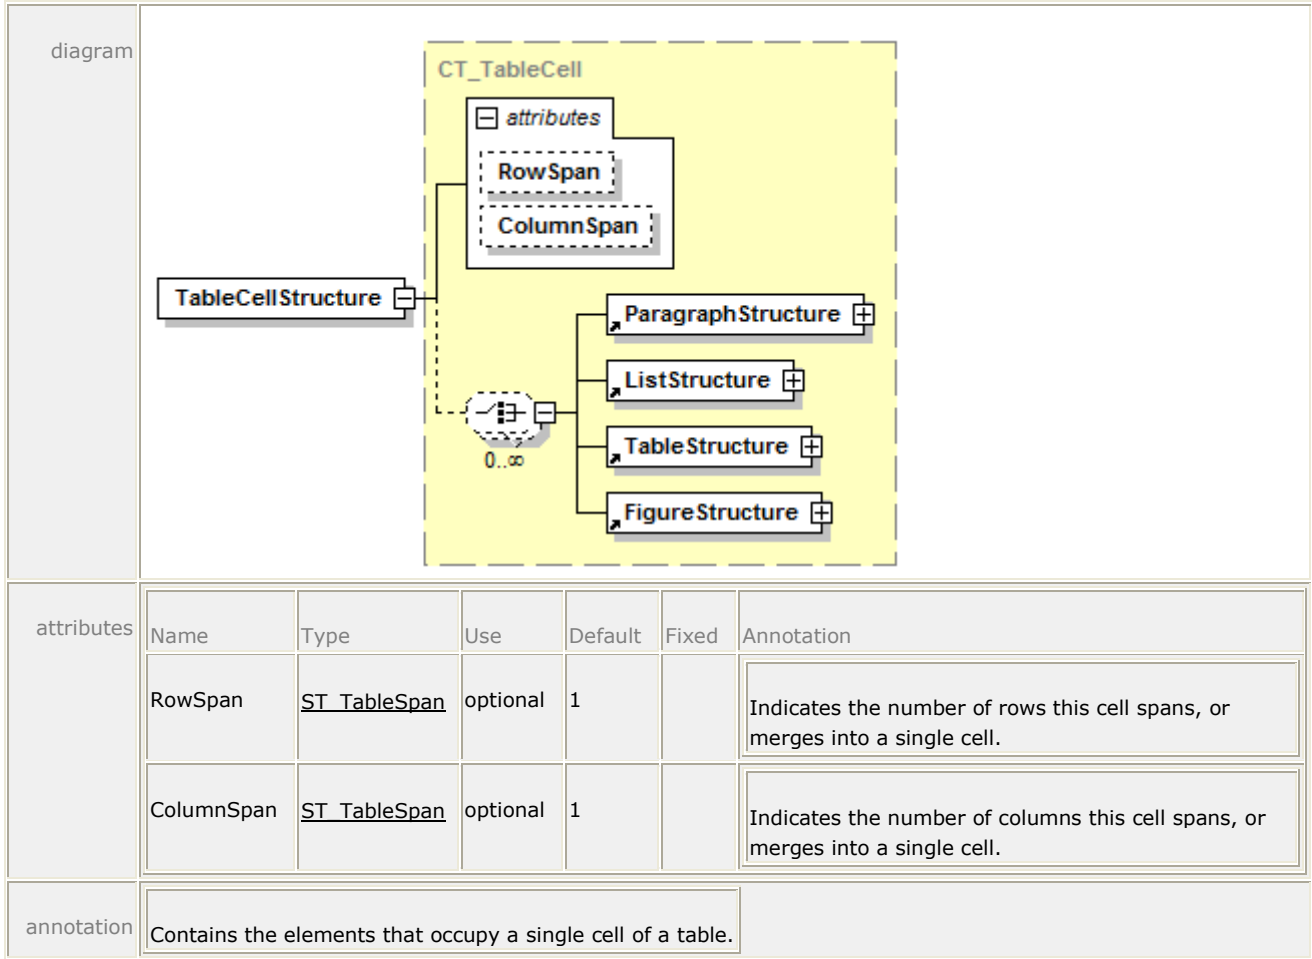 diagram
CT_TableCell
attributes
RowSpan
ColumnSpan
TableCellStructure
ParagraphStructure
ListStructure
TableStructure
FigureStructure
0..∞
attributes
Name Type Use Default Fixed Annotation
RowSpan ST_TableSpan optional 1 Indicates the number of rows this cell spans, or
merges into a single cell.
ColumnSpan ST_TableSpan optional 1 Indicates the number of columns this cell spans, or
merges into a single cell.
annotation Contains the elements that occupy a single cell of a table.